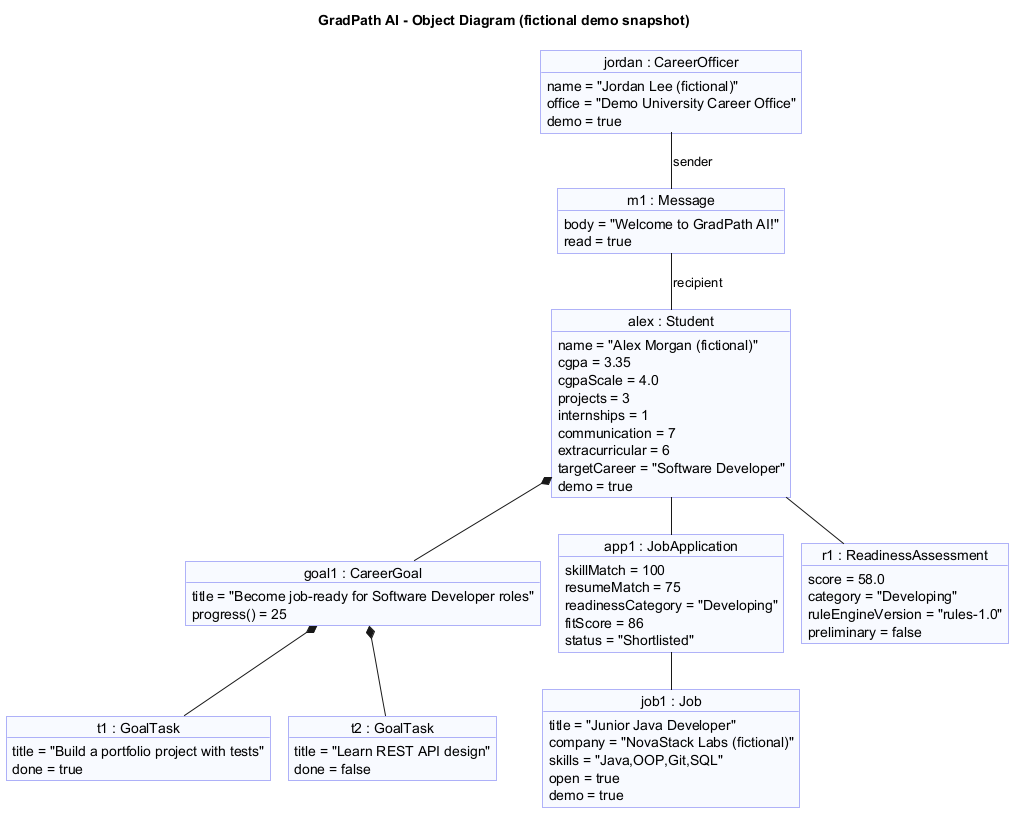 GradPath AI - Object Diagram (fictional demo snapshot)
jordan : CareerOfficer
name = "Jordan Lee (fictional)"
office = "Demo University Career Office"
demo = true
sender
m1 : Message
body = "Welcome to GradPath AI!"
read = true
recipient
alex : Student
name = "Alex Morgan (fictional)"
cgpa = 3.35
cgpaScale = 4.0
projects = 3
internships = 1
communication = 7
extracurricular = 6
targetCareer = "Software Developer"
demo = true
goal1 : CareerGoal
title = "Become job-ready for Software Developer roles"
progress() = 25
app1 : JobApplication
skillMatch = 100
resumeMatch = 75
readinessCategory = "Developing"
fitScore = 86
status = "Shortlisted"
r1 : ReadinessAssessment
score = 58.0
category = "Developing"
ruleEngineVersion = "rules-1.0"
preliminary = false
t1 : GoalTask
title = "Build a portfolio project with tests"
done = true
t2 : GoalTask
title = "Learn REST API design"
done = false
job1 : Job
title = "Junior Java Developer"
company = "NovaStack Labs (fictional)"
skills = "Java,OOP,Git,SQL"
open = true
demo = true